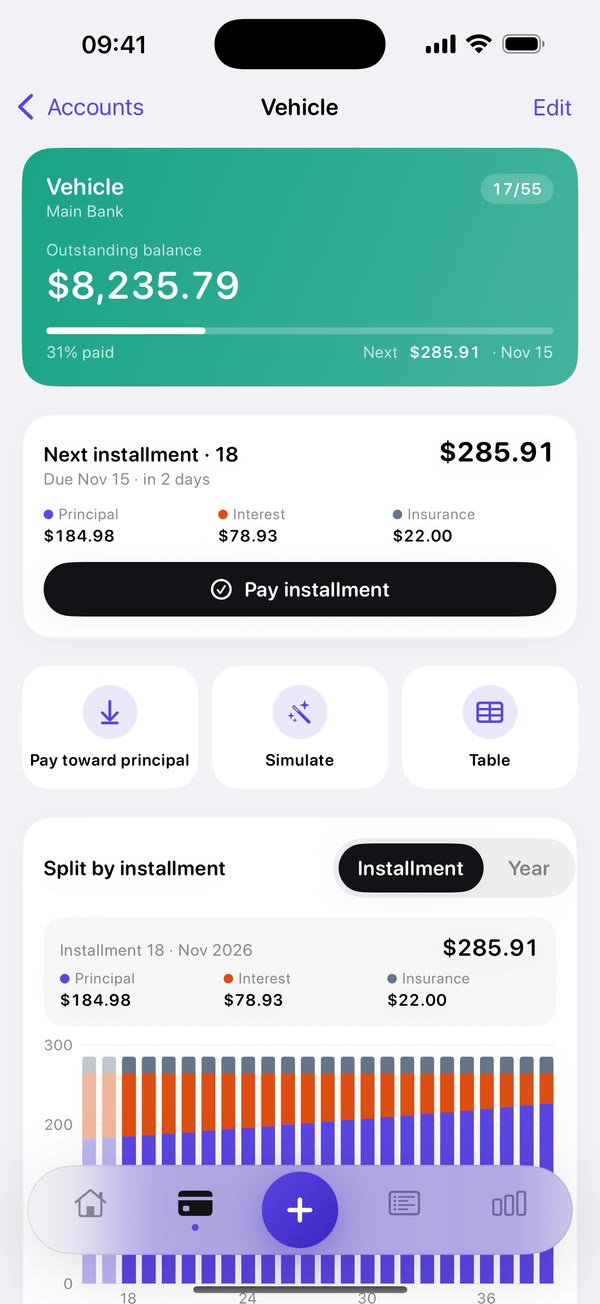 09:41
Accounts
Vehicle
Edit
Vehicle
17/55
Main Bank
Outstanding balance
$8,235.79
31% paid
Next $285.91 · Nov 15
Next installment · 18
$285.91
Due Nov 15 · in 2 days
Principal
Interest
Insurance
$184.98
$78.93
$22.00
Pay installment
Pay toward principal
Simulate
Table
Split by installment
Installment
Year
Installment 18 · Nov 2026
$285.91
Principal
Interest
Insurance
$184.98
$78.93
$22.00
300
200
0
18
24
30
36